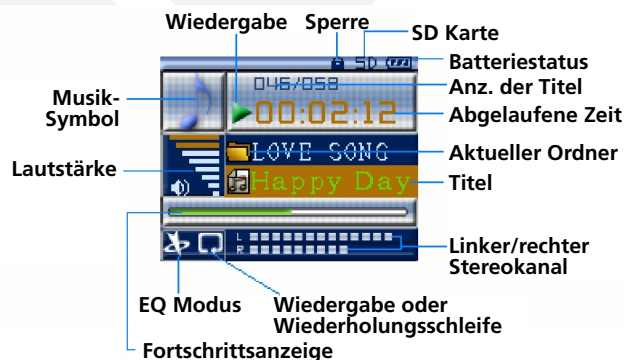 Wiedergabe Sperre
SD Karte
SD
Batteriestatus
046/058
Anz. der Titel
Musik-
Symbol
00:02:12
Abgelaufene Zeit
LOVE SONG
Aktueller Ordner
Lautstärke
Happy Day
Titel
L
R
Linker/rechter
Stereokanal
EQ Modus
Wiedergabe oder
Wiederholungsschleife
Fortschrittsanzeige